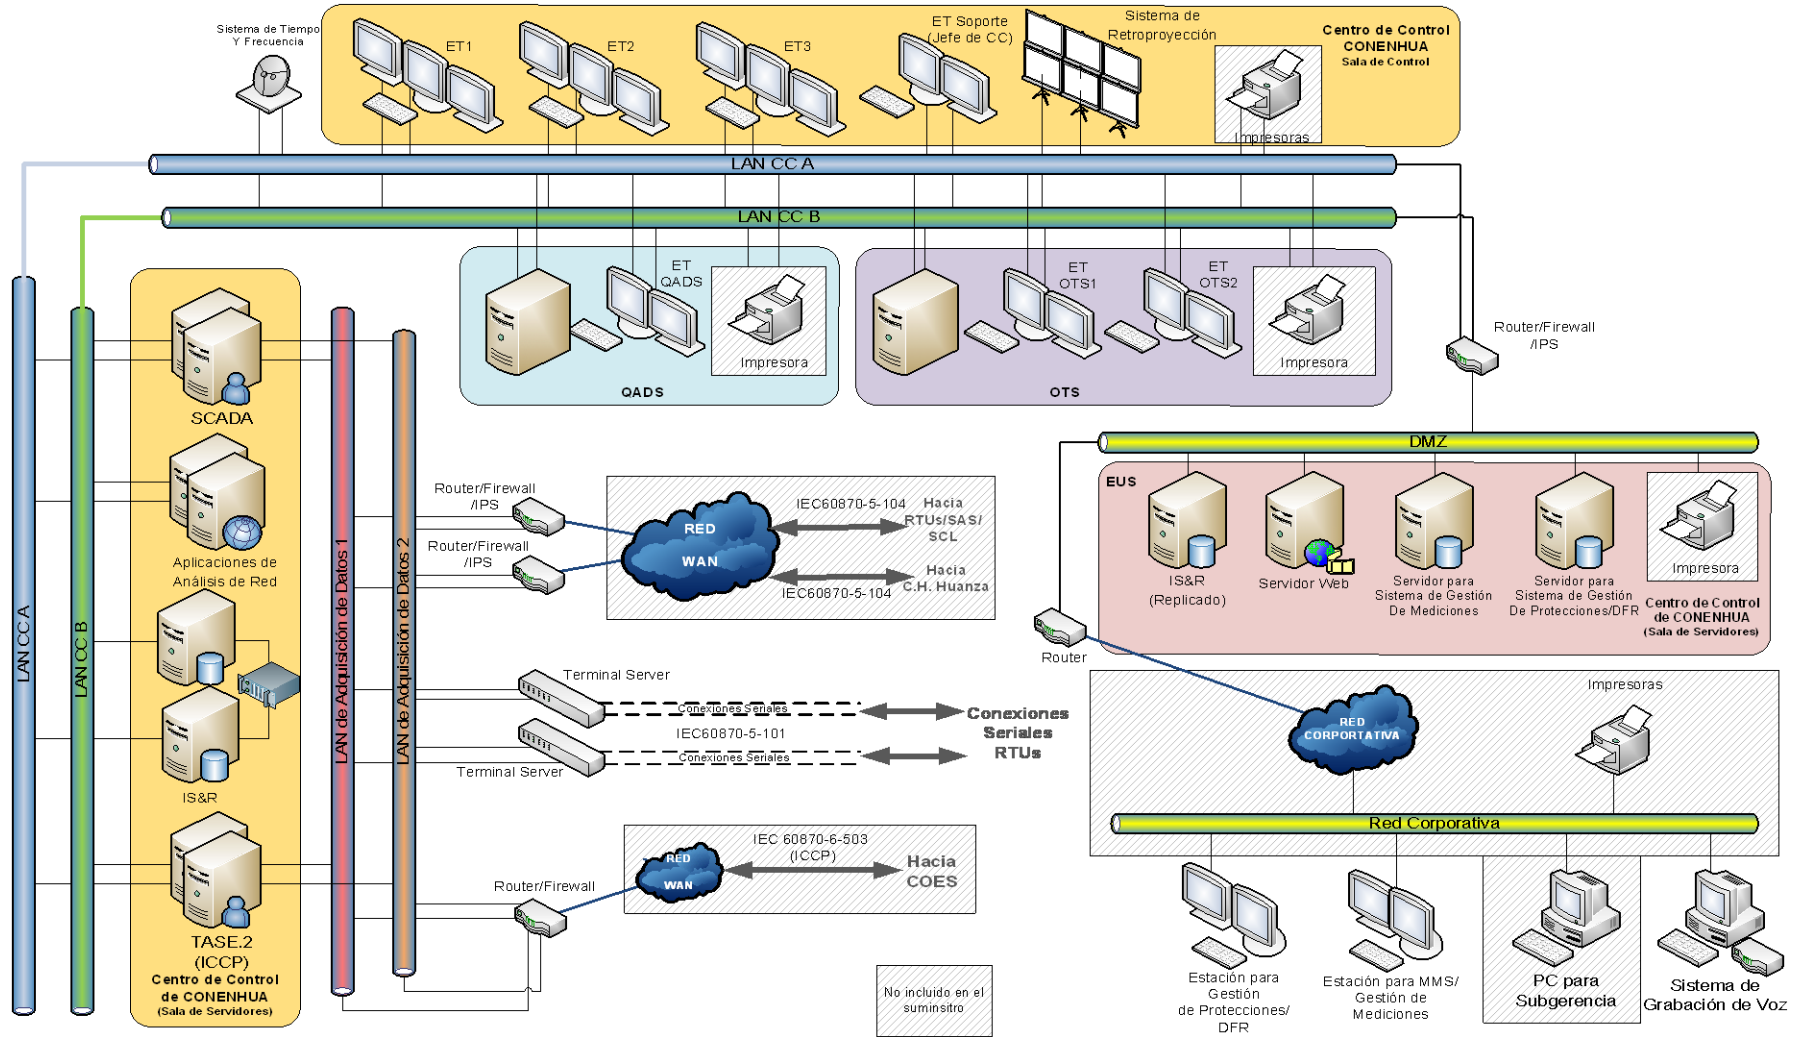 Sistema de Tiempo
Y Frecuencia
ET1
ET2
ET3
ET Soporte
(Jefe de CC)
Sistema de
Retroproyección
Impresoras
Centro de Control
CONENHUA
Sala de Control
LAN CC A
LAN CC B
ET
QADS
Impresora
QADS
ET
OTS1
ET
OTS2
Impresora
OTS
Router/Firewall
/IPS
LAN CC A
LAN CC B
SCADA
Aplicaciones de
Análisis de Red
IS&R
TASE.2
(ICCP)
Centro de Control
de CONENHUA
(Sala de Servidores)
LAN de Adquisición de Datos 1
LAN de Adquisición de Datos 2
Router/Firewall
/IPS
Router/Firewall
/IPS
RED
WAN
IEC60870-5-104
Hacia
RTUs/SAS/
SCL
Hacia
C.H. Huanza
IEC60870-5-104
Terminal Server
Conexiones Seriales
IEC60870-5-101
Conexiones Seriales
Terminal Server
Conexiones
Seriales
RTUs
Router/Firewall
RED
WAN
IEC 60870-6-503
(ICCP)
Hacia
COES
No incluido en el
suminsitro
DMZ
EUS
IS&R
(Replicado)
Servidor Web
Servidor para
Sistema de Gestión
De Mediciones
Servidor para
Sistema de Gestión
De Protecciones/DFR
Impresora
Centro de Control
de CONENHUA
(Sala de Servidores)
Router
RED
CORPORTATIVA
Impresoras
Red Corporativa
Estación para
Gestión
de Protecciones/
DFR
Estación para MMS/
Gestión de
Mediciones
PC para
Subgerencia
Sistema de
Grabación de Voz